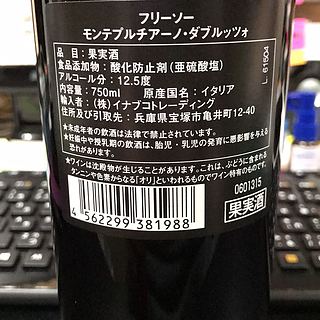 フリーソー
モンテプルチアーノ・ダブルッツォ
品目：果実酒
食品添加物：酸化防止剤（亜硫酸塩）
アルコール分：12.5度
内容量：750ml　原産国名：イタリア
輸入者：（株）イナブコトレーディング
住所及び引取先：兵庫県宝塚市亀井町12-40
★未成年者の飲酒は法律で禁止されています。
★妊娠中や授乳期の飲酒は、胎児・乳児の発育に悪影響を与える
恐れがあります。
★ワインは沈殿物が生じることがあります。これは、ぶどうに含まれる
タンニンや色素からなる「オリ」といわれるものでワイン特有のものです。
4 562299 381988
0601315
果実酒